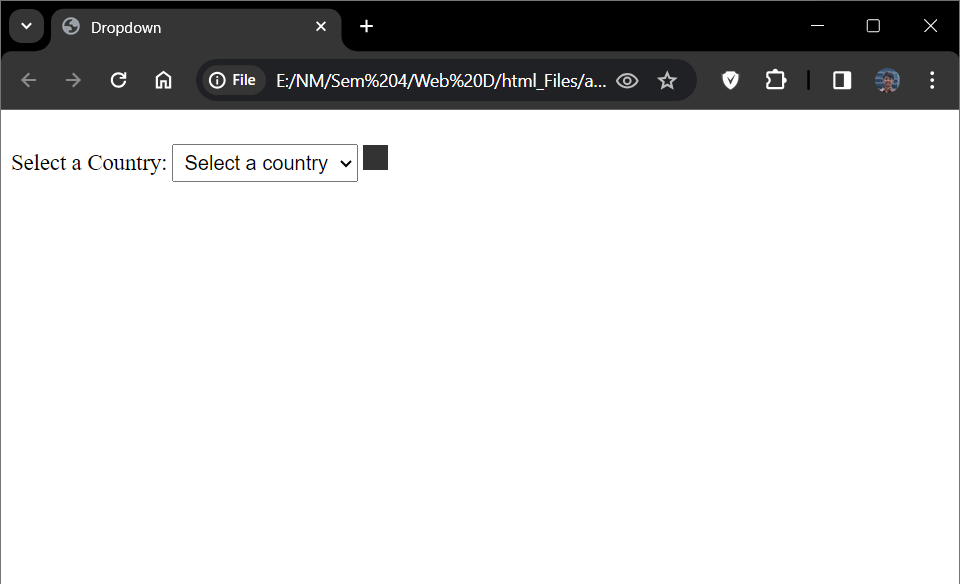 Dropdown
File E:/NM/Sem%204/Web%20D/html_Files/a...
Select a Country: Select a country